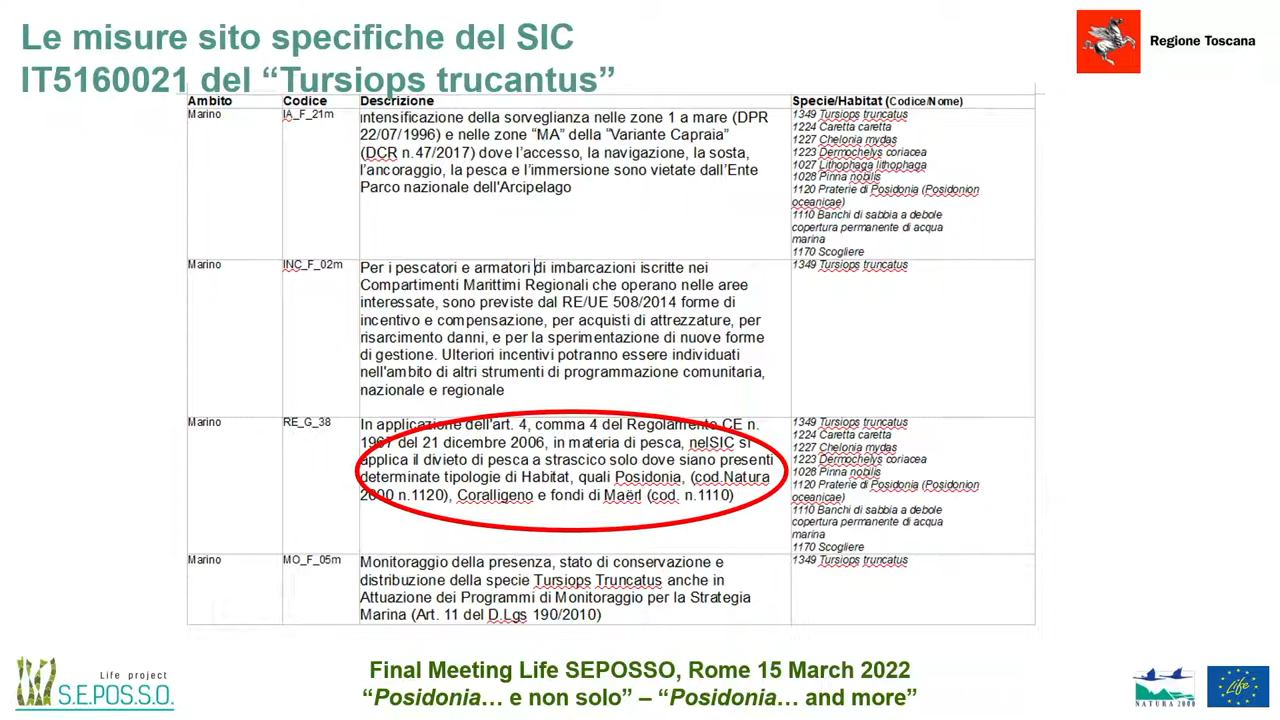 Le misure sito specifiche del SIC
IT5160021 del “Tursiops trucantus”
Regione Toscana
Ambito Codice Descrizione Specie/Habitat (Codice/Nome)
Marino IA_F_21m
intensificazione della sorveglianza nelle zone 1 a mare (DPR
22/07/1996) e nelle zone “MA” della “Variante Capraia”
(DCR n.47/2017) dove l’accesso, la navigazione, la sosta,
l’ancoraggio, la pesca e l’immersione sono vietate dall’Ente
Parco nazionale dell'Arcipelago
1349 Tursiops truncatus
1224 Caretta caretta
1227 Chelonia mydas
1223 Dermochelys coriacea
1027 Lithophaga lithophaga
1028 Pinna nobilis
1120 Praterie di Posidonia (Posidonion
oceanicae)
1110 Banchi di sabbia a debole
copertura permanente di acqua
marina
1170 Scogliere
Marino INC_F_02m
Per i pescatori e armatori di imbarcazioni iscritte nei
Compartimenti Marittimi Regionali che operano nelle aree
interessate, sono previste dal RE/UE 508/2014 forme di
incentivo e compensazione, per acquisti di attrezzature, per
risarcimento danni, e per la sperimentazione di nuove forme
di gestione. Ulteriori incentivi potranno essere individuati
nell'ambito di altri strumenti di programmazione comunitaria,
nazionale e regionale
1349 Tursiops truncatus
Marino RE_G_38
In applicazione dell'art. 4, comma 4 del Regolamento CE n.
1967 del 21 dicembre 2006, in materia di pesca, nelSIC si
applica il divieto di pesca a strascico solo dove siano presenti
determinate tipologie di Habitat, quali Posidonia, (cod.Natura
2000 n.1120), Coralligeno e fondi di Maërl (cod. n.1110)
1349 Tursiops truncatus
1224 Caretta caretta
1227 Chelonia mydas
1223 Dermochelys coriacea
1028 Pinna nobilis
1120 Praterie di Posidonia (Posidonion
oceanicae)
1110 Banchi di sabbia a debole
copertura permanente di acqua
marina
1170 Scogliere
Marino MO_F_05m
Monitoraggio della presenza, stato di conservazione e
distribuzione della specie Tursiops Truncatus anche in
Attuazione dei Programmi di Monitoraggio per la Strategia
Marina (Art. 11 del D.Lgs 190/2010)
1349 Tursiops truncatus
Life project
S.E.POS.S.O.
Final Meeting Life SEPOSSO, Rome 15 March 2022
“Posidonia… e non solo” – “Posidonia… and more”
NATURA 2000
Life